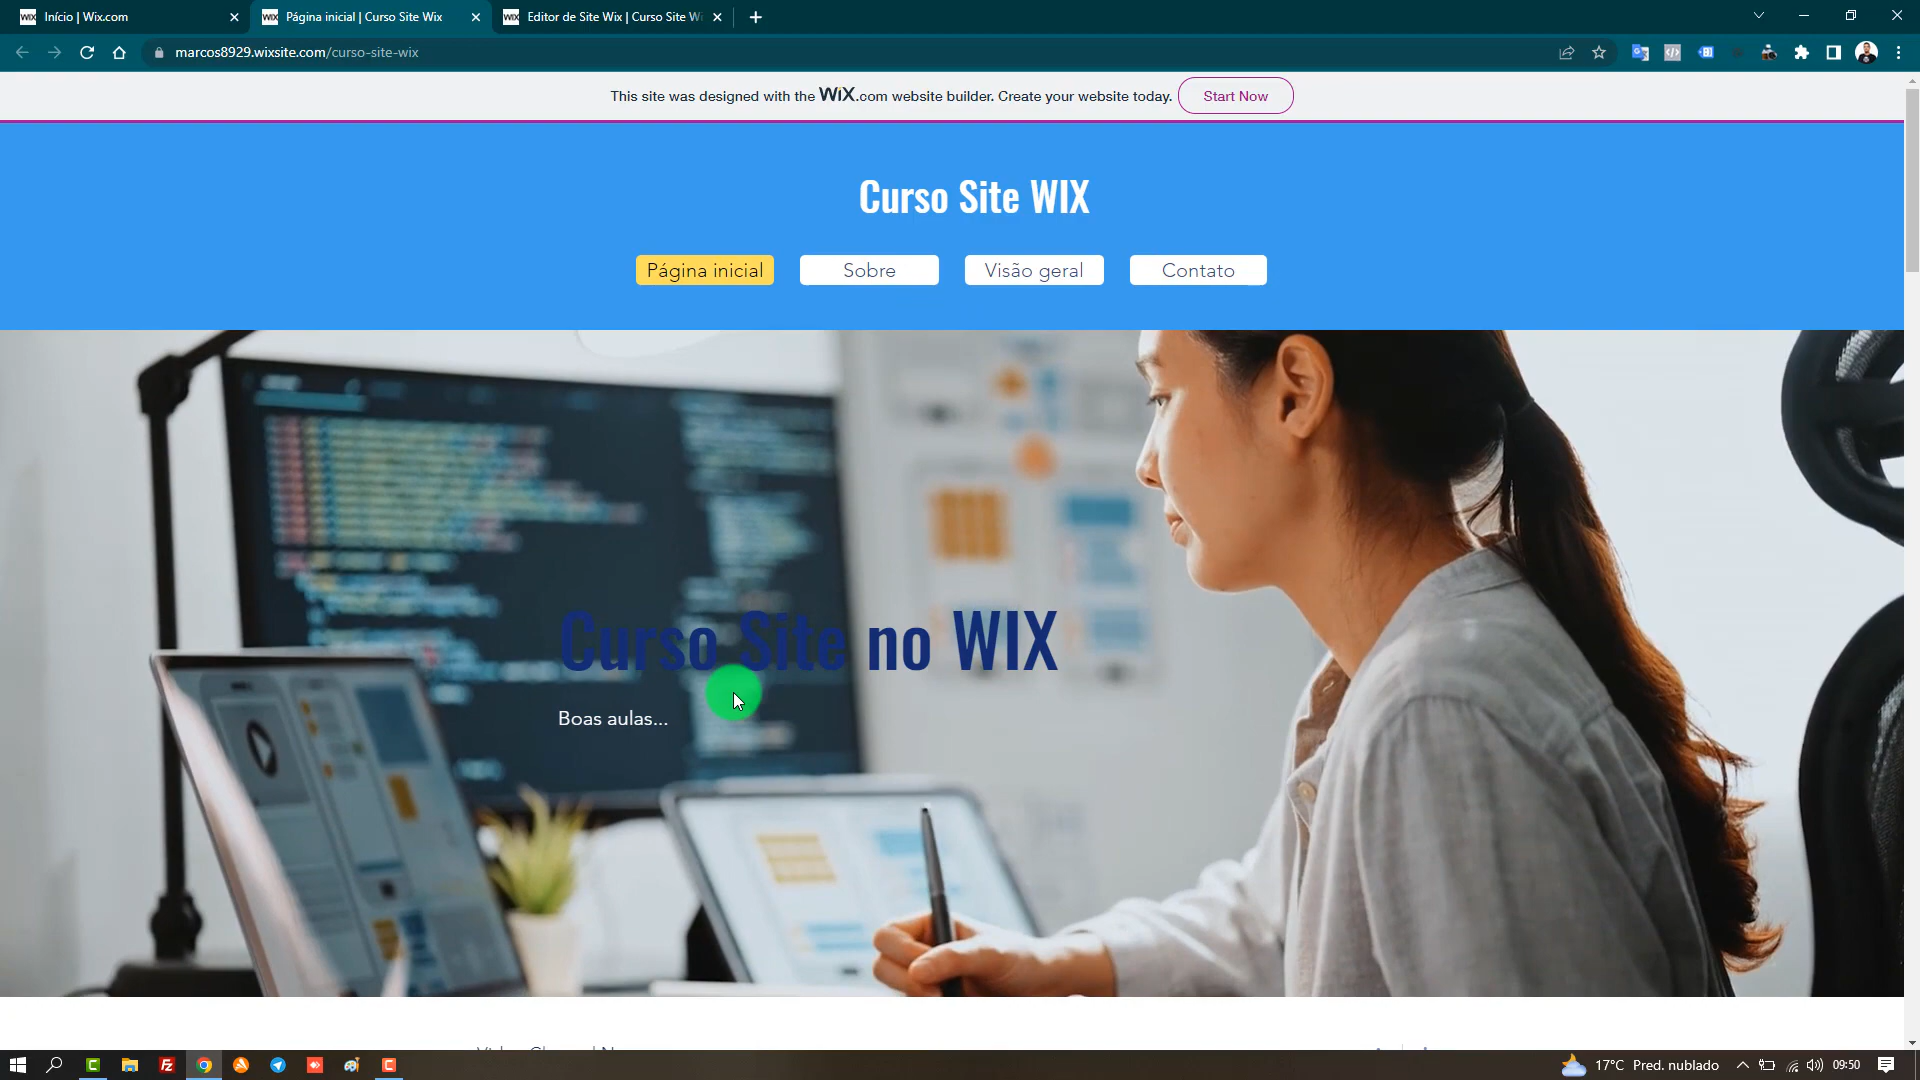 Início | Wix.com
Página inicial | Curso Site Wix
Editor de Site Wix | Curso Site Wi
marcos8929.wixsite.com/curso-site-wix
This site was designed with the WiX.com website builder. Create your website today.
Start Now
Curso Site WIX
Página inicial
Sobre
Visão geral
Contato
Curso Site no WIX
Boas aulas...
17°C Pred. nublado
09:50